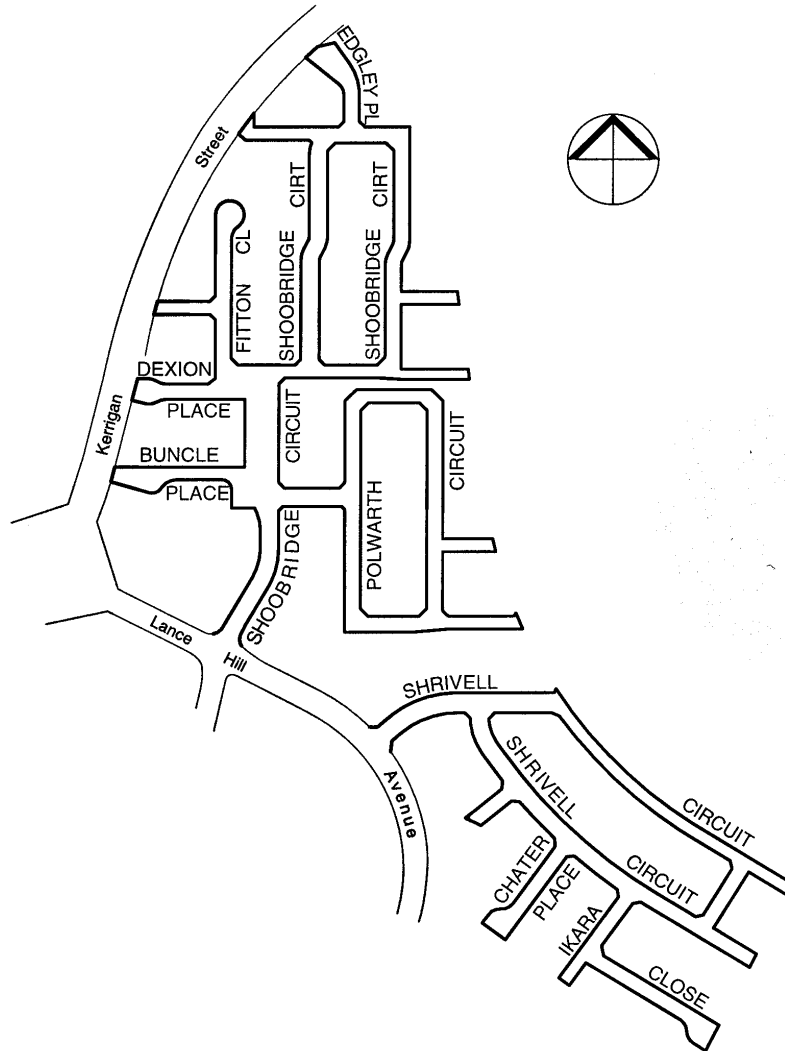 EDGLEY PL
Street
SHOOBRIDGE CIRT
SHOOBRIDGE CIRT
FITTON CL
DEXION
PLACE
Kerrigan
CIRCUIT
CIRCUIT
BUNCLE
PLACE
POLWARTH
SHOOBRIDGE
Lance
Hill
SHRIVELL
Avenue
SHRIVELL
CIRCUIT
CIRCUIT
CHATER
PLACE
IKARA
CLOSE